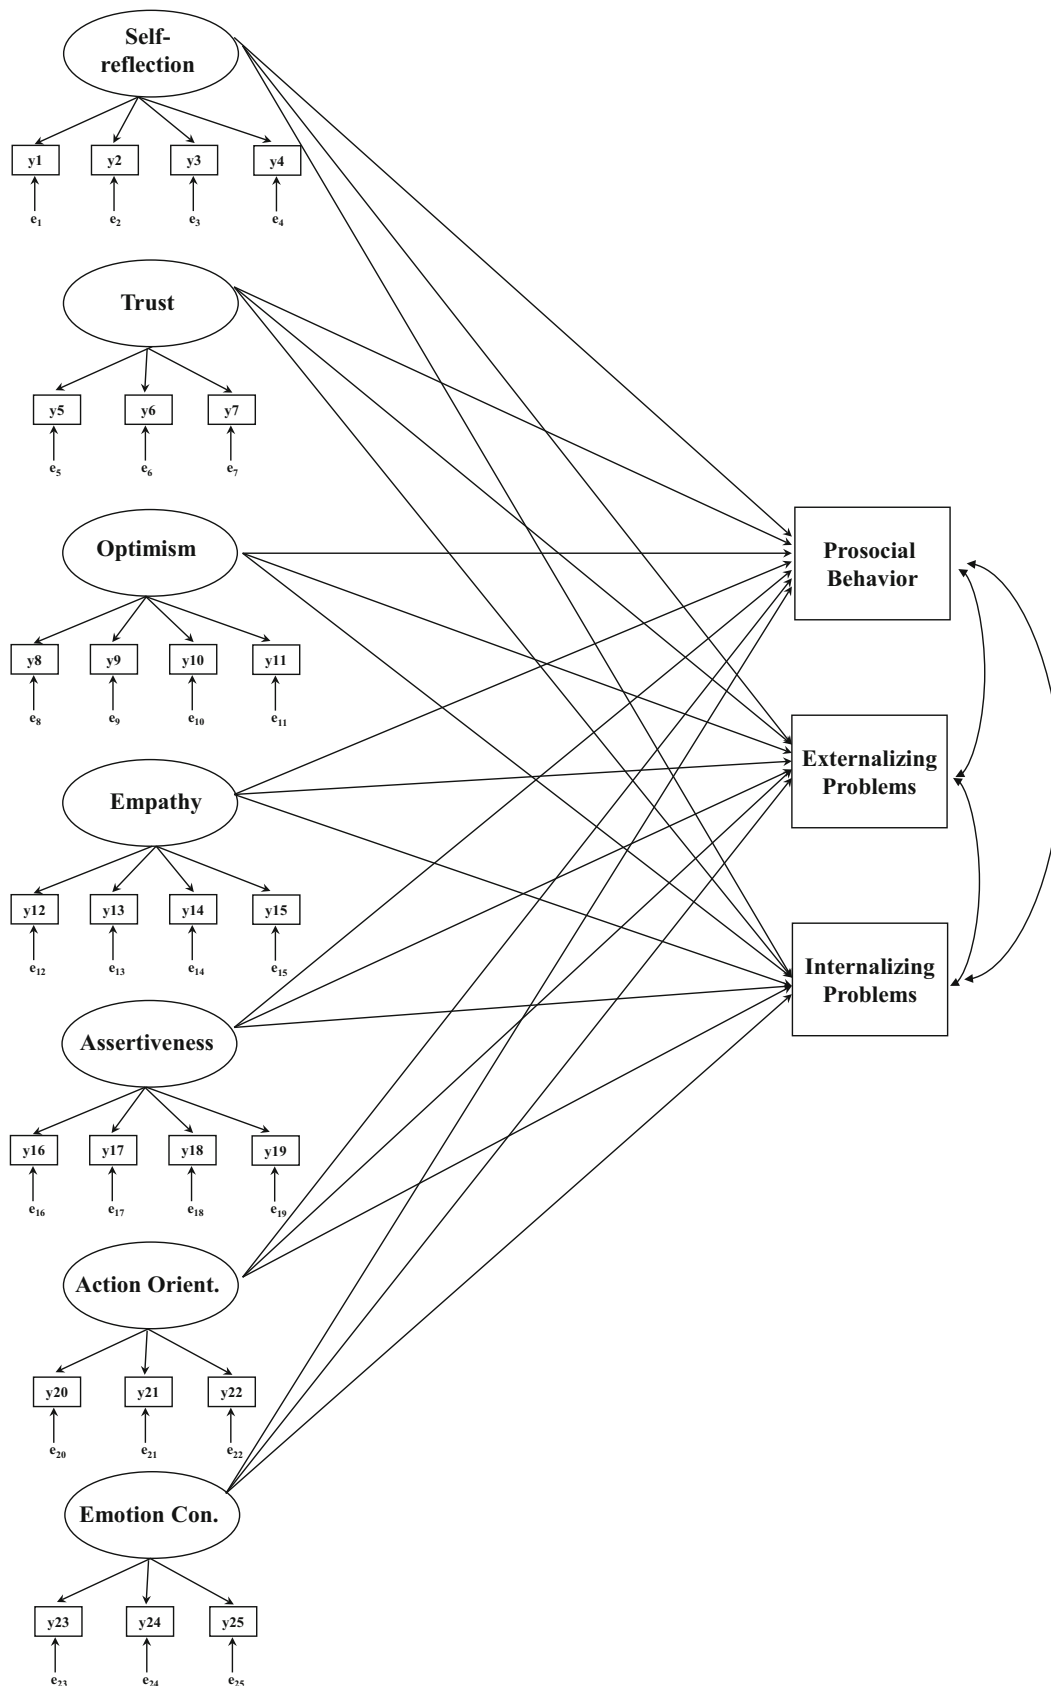 Self-
reflection
y1 y2 y3 y4
e1 e2 e3 e4
Trust
y5 y6 y7
e5 e6 e7
Optimism
y8 y9 y10 y11
e8 e9 e10 e11
Empathy
y12 y13 y14 y15
e12 e13 e14 e15
Assertiveness
y16 y17 y18 y19
e16 e17 e18 e19
Action Orient.
y20 y21 y22
e20 e21 e22
Emotion Con.
y23 y24 y25
e23 e24 e25
Prosocial
Behavior
Externalizing
Problems
Internalizing
Problems